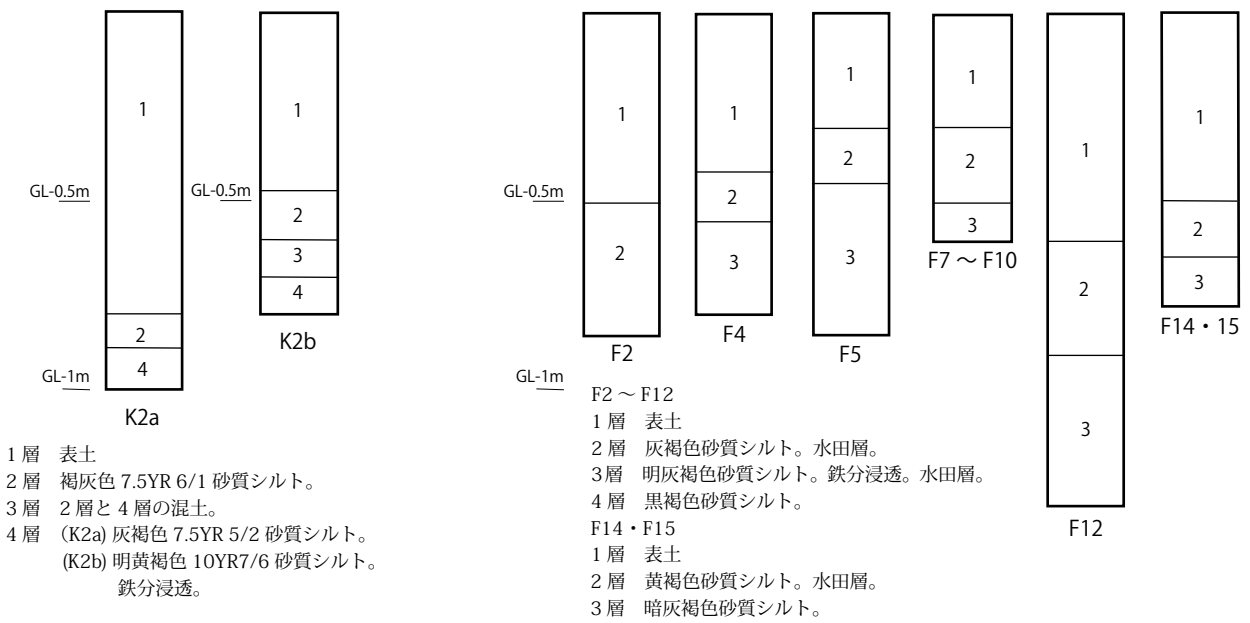 1
2
4
GL-0.5m
GL-1m
K2a
1
2
3
4
GL-0.5m
K2b
1層 表土
2層 褐灰色 7.5YR 6/1 砂質シルト。
3層 2層と4層の混土。
4層 (K2a) 灰褐色 7.5YR 5/2 砂質シルト。
(K2b) 明黄褐色 10YR7/6 砂質シルト。
鉄分浸透。
GL-0.5m
GL-1m
1
2
F2
1
2
3
F4
1
2
3
F5
1
2
3
F7～F10
1
2
3
F12
1
2
3
F14・15
F2～F12
1層 表土
2層 灰褐色砂質シルト。水田層。
3層 明灰褐色砂質シルト。鉄分浸透。水田層。
4層 黒褐色砂質シルト。
F14・F15
1層 表土
2層 黄褐色砂質シルト。水田層。
3層 暗灰褐色砂質シルト。